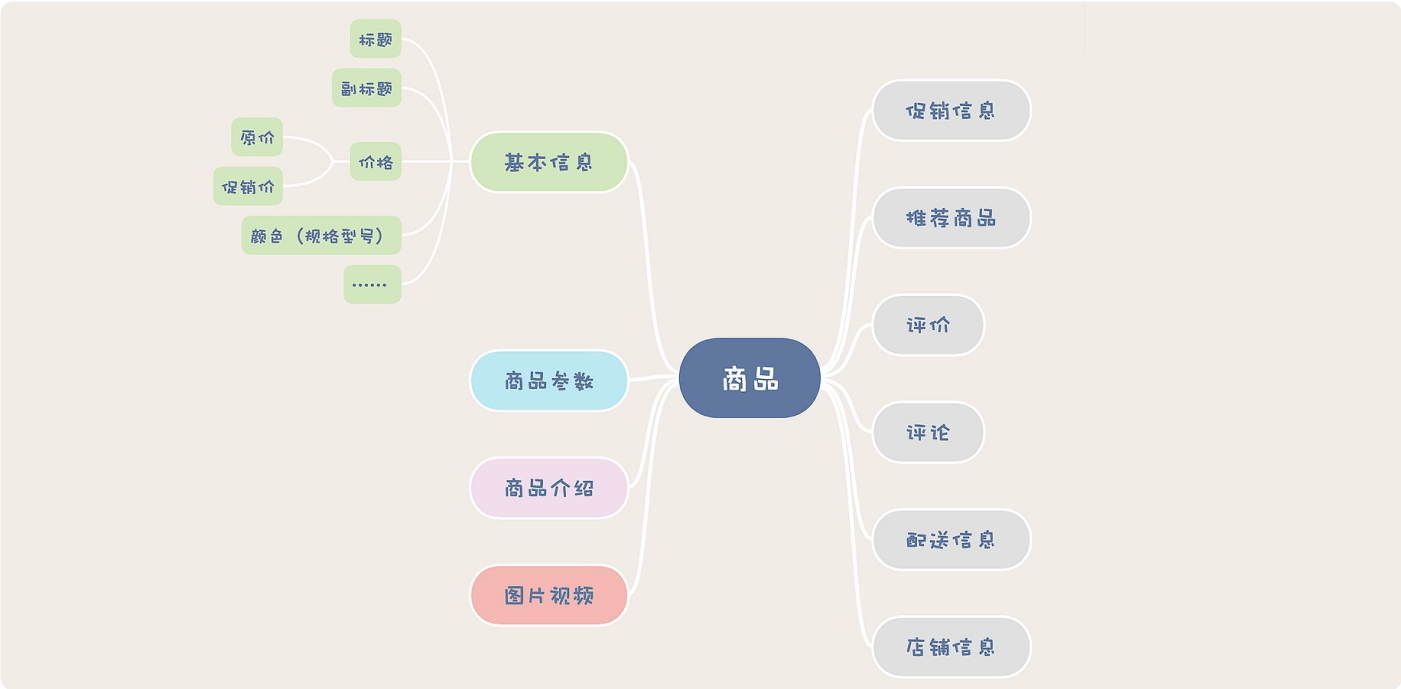 标题
副标题
原价
价格
促销价
颜色（规格型号）
……
基本信息
商品参数
商品介绍
图片视频
商品
促销信息
推荐商品
评价
评论
配送信息
店铺信息